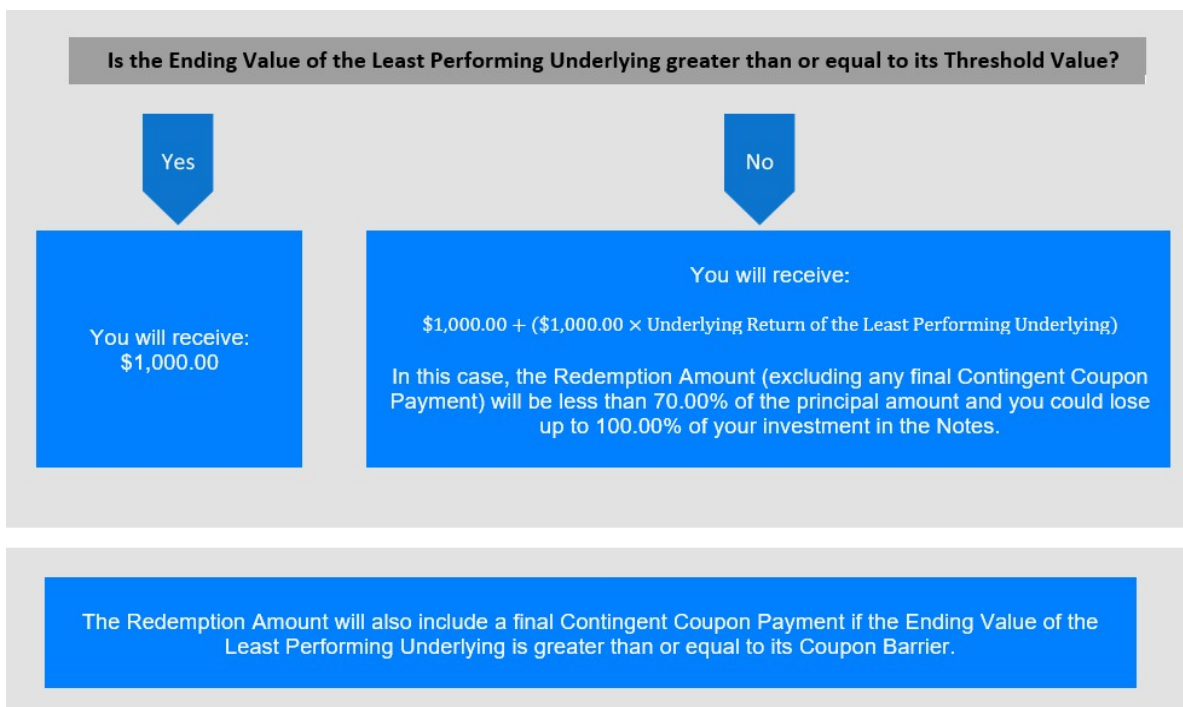 Is the Ending Value of the Least Performing Underlying greater than or equal to its Threshold Value?
Yes
No
You will receive:
$1,000.00
You will receive:
$1,000.00 + ($1,000.00 × Underlying Return of the Least Performing Underlying)
In this case, the Redemption Amount (excluding any final Contingent Coupon
Payment) will be less than 70.00% of the principal amount and you could lose
up to 100.00% of your investment in the Notes.
The Redemption Amount will also include a final Contingent Coupon Payment if the Ending Value of the
Least Performing Underlying is greater than or equal to its Coupon Barrier.